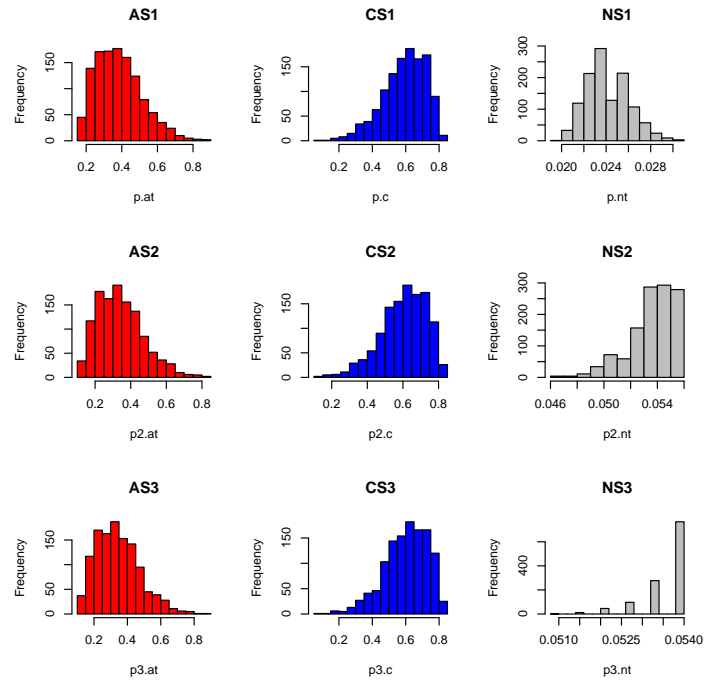 AS1
CS1
NS1
Frequency
50
150
0.2 0.4 0.6 0.8
p.at
Frequency
0
50
150
0.2 0.4 0.6 0.8
p.c
Frequency
0
100
200
300
0.020 0.024 0.028
p.nt
AS2
CS2
NS2
Frequency
0
50
150
0.2 0.4 0.6 0.8
p2.at
Frequency
0
50
150
0.2 0.4 0.6 0.8
p2.c
Frequency
0
100
200
300
0.046 0.050 0.054
p2.nt
AS3
CS3
NS3
Frequency
0
50
150
0.2 0.4 0.6 0.8
p3.at
Frequency
0
50
150
0.2 0.4 0.6 0.8
p3.c
Frequency
0
400
0.0510 0.0525 0.0540
p3.nt